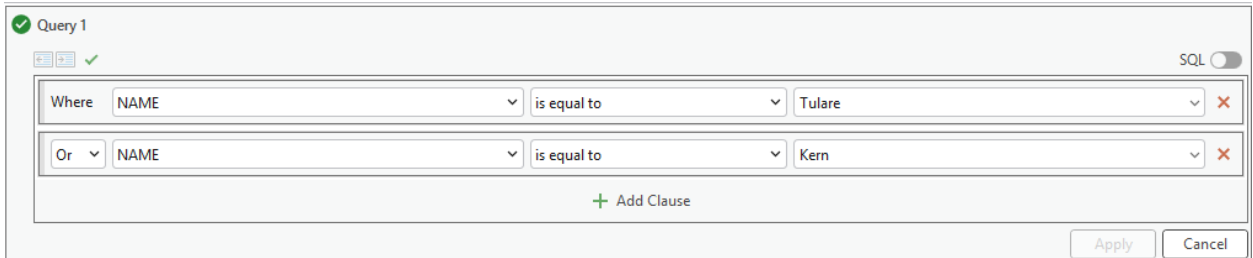 Query 1
SQL
Where NAME is equal to Tulare
Or NAME is equal to Kern
Add Clause
Apply Cancel